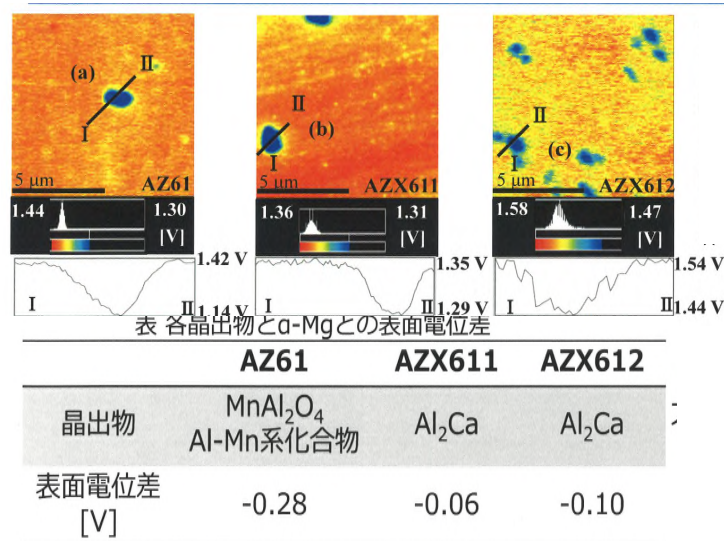 (a)
II
I
5 μm
AZ61
II
(b)
I
5 μm
AZX611
II
I
(c)
5 μm
AZX612
1.44
1.30
[V]
1.36
1.31
[V]
1.58
1.47
[V]
1.42 V
I
II
1.14 V
1.35 V
I
II
1.29 V
1.54 V
I
II
1.44 V
表 各晶出物とα-Mgとの表面電位差
AZ61 AZX611 AZX612
晶出物
MnAl₂O₄
Al-Mn系化合物
Al₂Ca
Al₂Ca
表面電位差
[V]
-0.28 -0.06 -0.10